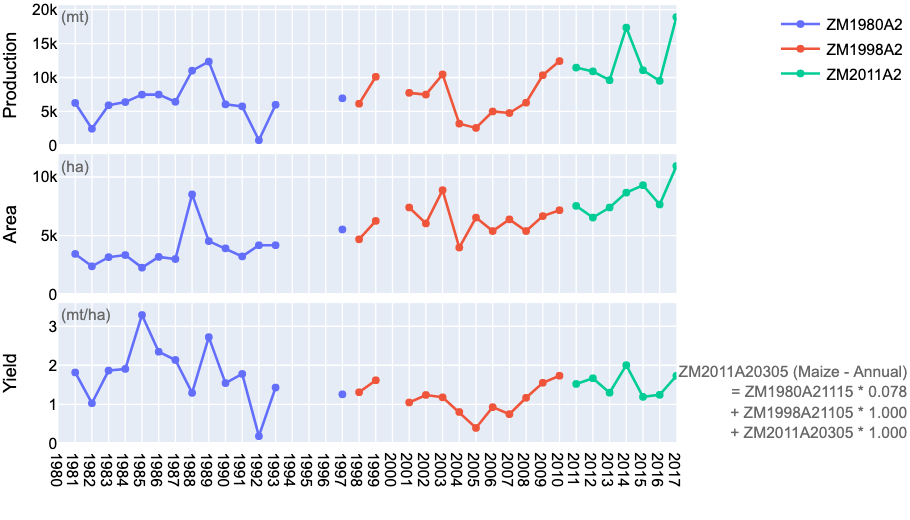 20k
(mt)
ZM1980A2
15k
ZM1998A2
Production
10k
ZM2011A2
5k
0
(ha)
10k
Area
5k
0
(mt/ha)
3
Yield
2
ZM2011A20305 (Maize - Annual)
= ZM1980A21115 * 0.078
1
+ ZM1998A21105 * 1.000
+ ZM2011A20305 * 1.000
0
1980
1981
1982
1983
1984
1985
1986
1987
1988
1989
1990
1991
1992
1993
1994
1995
1996
1997
1998
1999
2000
2001
2002
2003
2004
2005
2006
2007
2008
2009
2010
2011
2012
2013
2014
2015
2016
2017